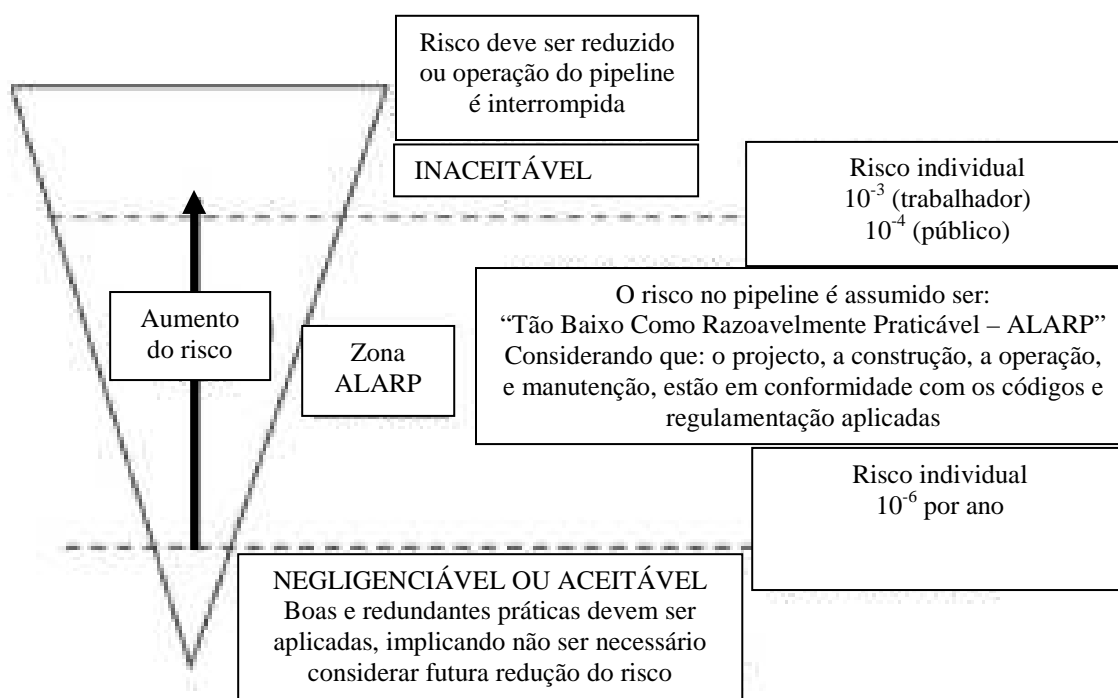 Risco deve ser reduzido
ou operação do pipeline
é interrompida
INACEITÁVEL
Risco individual
10⁻³ (trabalhador)
10⁻⁴ (público)
Aumento
do risco
Zona
ALARP
O risco no pipeline é assumido ser:
“Tão Baixo Como Razoavelmente Praticável – ALARP”
Considerando que: o projecto, a construção, a operação,
e manutenção, estão em conformidade com os códigos e
regulamentação aplicadas
Risco individual
10⁻⁶ por ano
NEGLIGENCIÁVEL OU ACEITÁVEL
Boas e redundantes práticas devem ser
aplicadas, implicando não ser necessário
considerar futura redução do risco